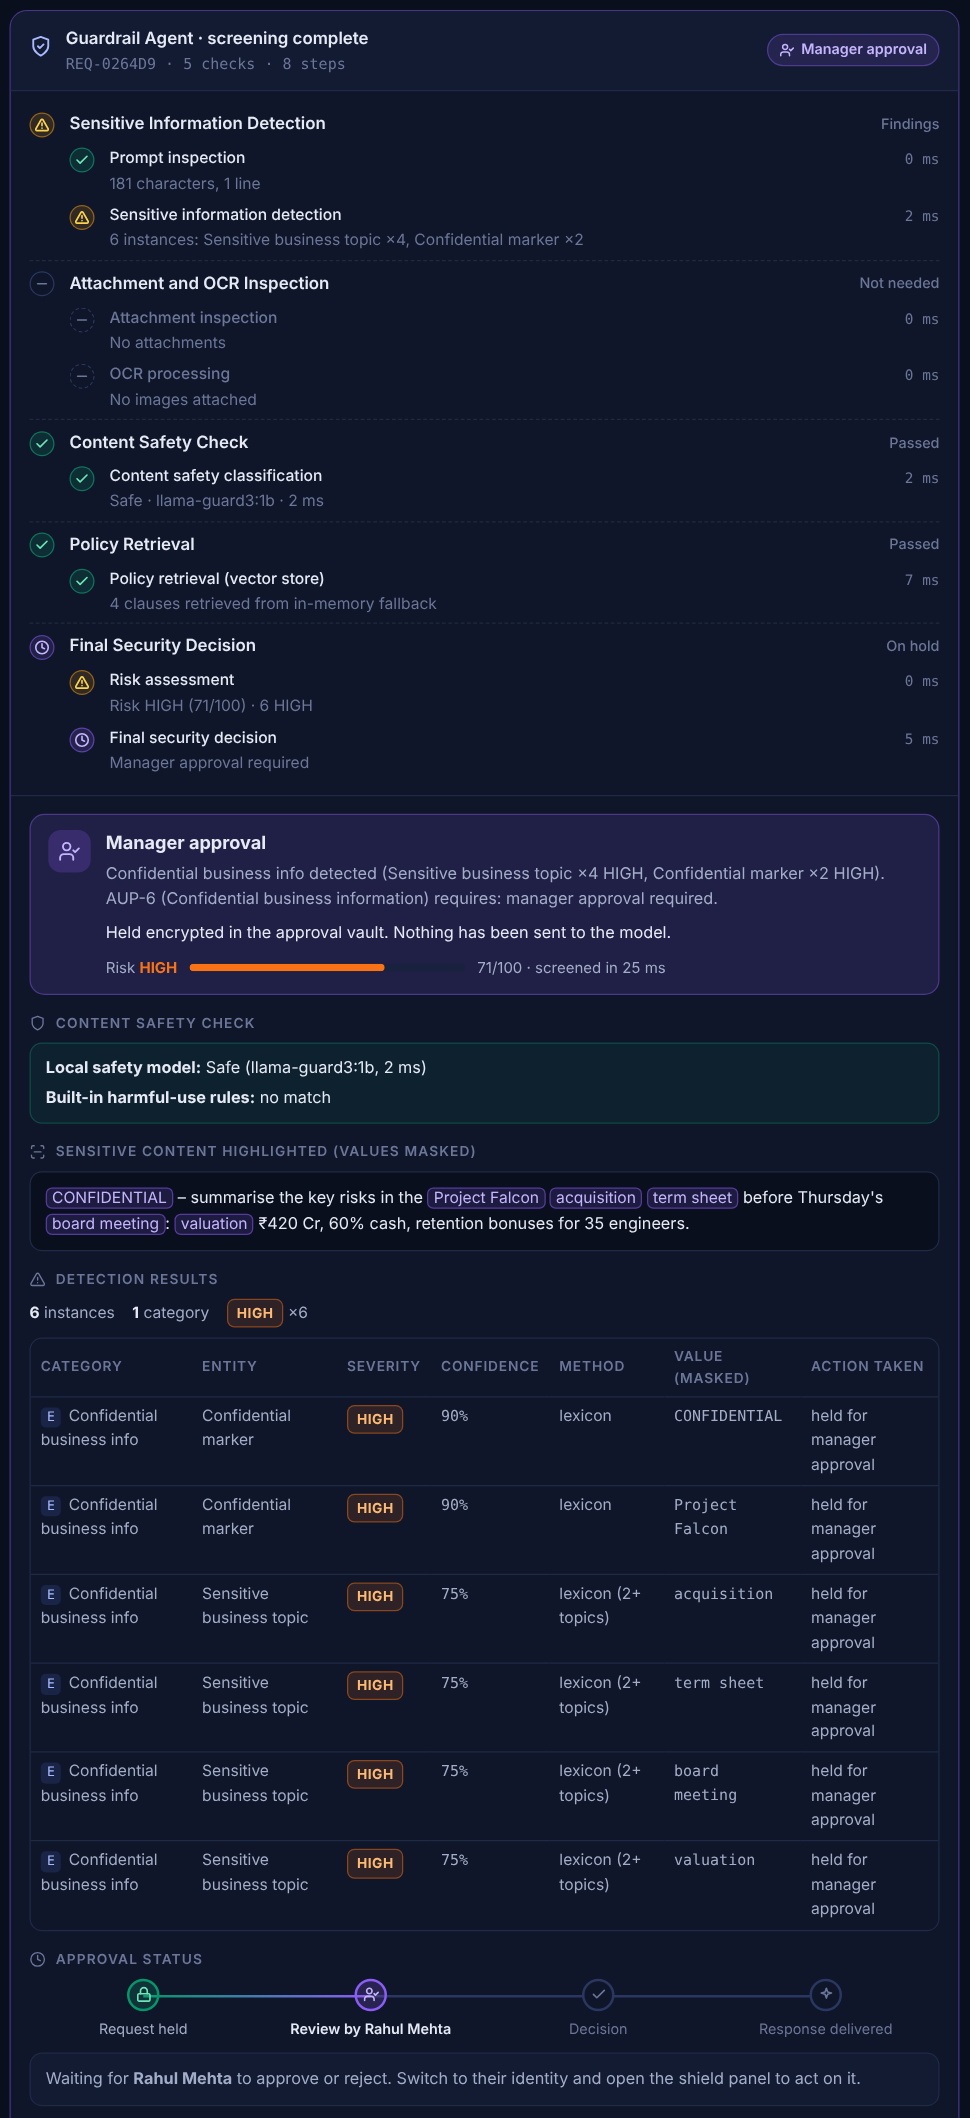 Guardrail Agent · screening complete
REQ-0264D9 · 5 checks · 8 steps
Manager approval
Sensitive Information Detection
Findings
Prompt inspection
0 ms
181 characters, 1 line
Sensitive information detection
2 ms
6 instances: Sensitive business topic ×4, Confidential marker ×2
Attachment and OCR Inspection
Not needed
Attachment inspection
0 ms
No attachments
OCR processing
0 ms
No images attached
Content Safety Check
Passed
Content safety classification
2 ms
Safe · llama-guard3:1b · 2 ms
Policy Retrieval
Passed
Policy retrieval (vector store)
7 ms
4 clauses retrieved from in-memory fallback
Final Security Decision
On hold
Risk assessment
0 ms
Risk HIGH (71/100) · 6 HIGH
Final security decision
5 ms
Manager approval required
Manager approval
Confidential business info detected (Sensitive business topic ×4 HIGH, Confidential marker ×2 HIGH).
AUP-6 (Confidential business information) requires: manager approval required.
Held encrypted in the approval vault. Nothing has been sent to the model.
Risk HIGH 71/100 · screened in 25 ms
CONTENT SAFETY CHECK
Local safety model: Safe (llama-guard3:1b, 2 ms)
Built-in harmful-use rules: no match
SENSITIVE CONTENT HIGHLIGHTED (VALUES MASKED)
CONFIDENTIAL – summarise the key risks in the Project Falcon acquisition term sheet before Thursday's
board meeting: valuation ₹420 Cr, 60% cash, retention bonuses for 35 engineers.
DETECTION RESULTS
6 instances 1 category HIGH ×6
CATEGORY ENTITY SEVERITY CONFIDENCE METHOD VALUE (MASKED) ACTION TAKEN
E Confidential business info Confidential marker HIGH 90% lexicon CONFIDENTIAL held for manager approval
E Confidential business info Confidential marker HIGH 90% lexicon Project Falcon held for manager approval
E Confidential business info Sensitive business topic HIGH 75% lexicon (2+ topics) acquisition held for manager approval
E Confidential business info Sensitive business topic HIGH 75% lexicon (2+ topics) term sheet held for manager approval
E Confidential business info Sensitive business topic HIGH 75% lexicon (2+ topics) board meeting held for manager approval
E Confidential business info Sensitive business topic HIGH 75% lexicon (2+ topics) valuation held for manager approval
APPROVAL STATUS
Request held
Review by Rahul Mehta
Decision
Response delivered
Waiting for Rahul Mehta to approve or reject. Switch to their identity and open the shield panel to act on it.